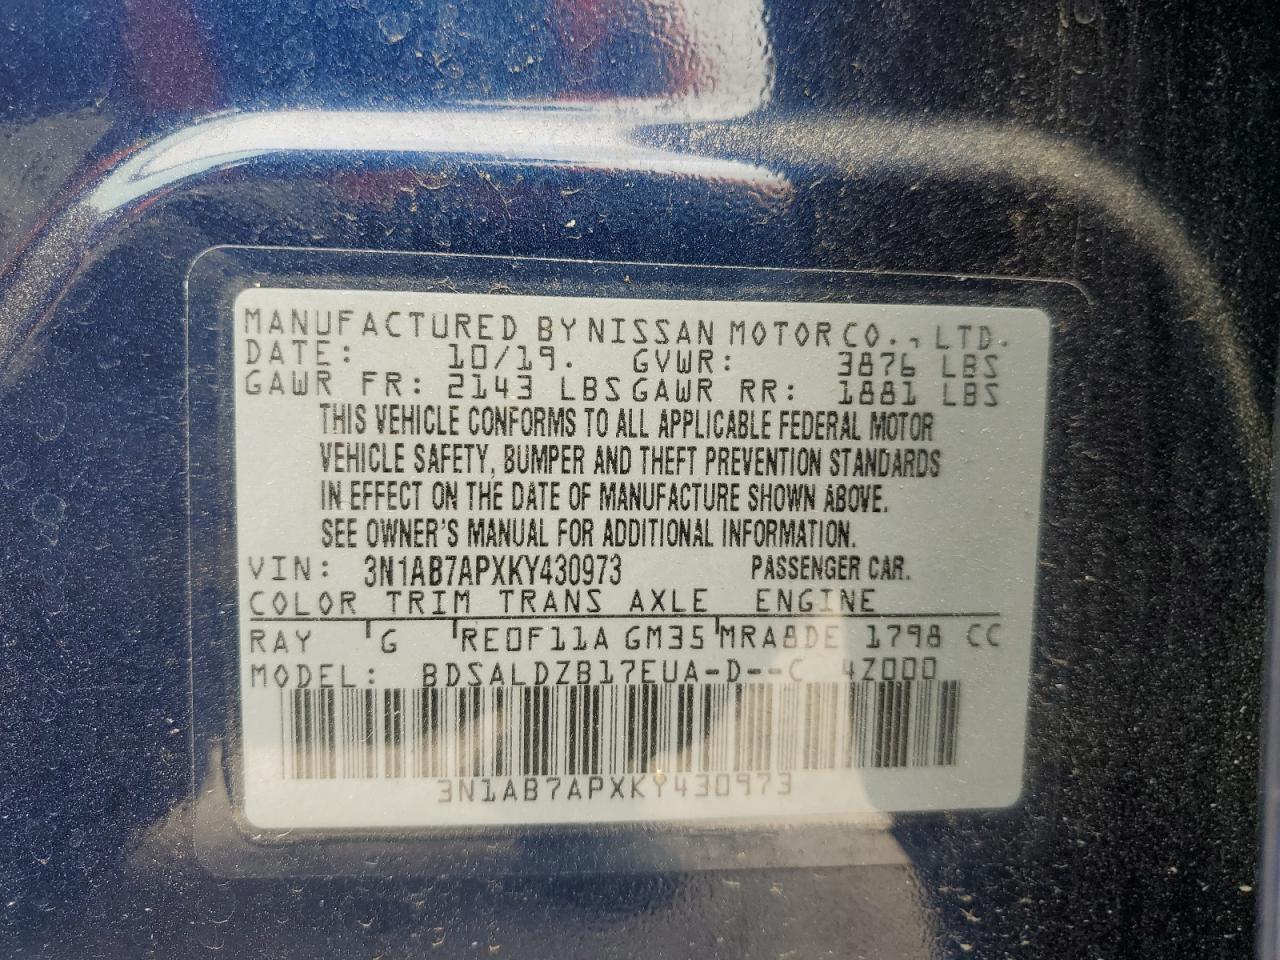 MANUFACTURED BY NISSAN MOTOR CO., LTD.
DATE: 10/19. GVWR: 3876 LBS
GAWR FR: 2143 LBS GAWR RR: 1881 LBS
THIS VEHICLE CONFORMS TO ALL APPLICABLE FEDERAL MOTOR
VEHICLE SAFETY, BUMPER AND THEFT PREVENTION STANDARDS
IN EFFECT ON THE DATE OF MANUFACTURE SHOWN ABOVE.
SEE OWNER'S MANUAL FOR ADDITIONAL INFORMATION.
VIN: 3N1AB7APXKY430973 PASSENGER CAR.
COLOR TRIM TRANS AXLE ENGINE
RAY G RE0F11A GM35 MRA8DE 1798 CC
MODEL: BDSALDZB17EUA-D--C 4Z000
3N1AB7APXKY430973